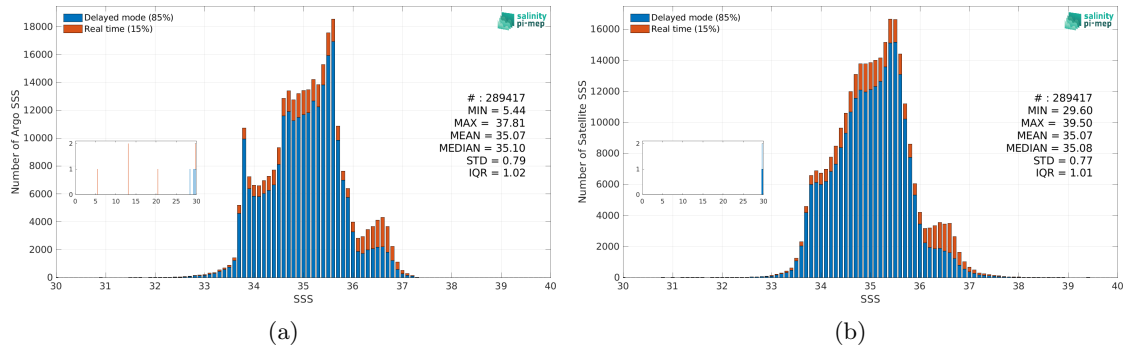 Delayed mode (85%)
Real time (15%)
salinity
pi-mep
18000
16000
14000
12000
10000
8000
6000
4000
2000
0
Number of Argo SSS
# : 289417
MIN = 5.44
MAX = 37.81
MEAN = 35.07
MEDIAN = 35.10
STD = 0.79
IQR = 1.02
2
1
0
0 5 10 15 20 25 30
30 31 32 33 34 35 36 37 38 39 40
SSS
(a)
Delayed mode (85%)
Real time (15%)
salinity
pi-mep
16000
14000
12000
10000
8000
6000
4000
2000
0
Number of Satellite SSS
# : 289417
MIN = 29.60
MAX = 39.50
MEAN = 35.07
MEDIAN = 35.08
STD = 0.77
IQR = 1.01
2
1
0
0 5 10 15 20 25 30
30 31 32 33 34 35 36 37 38 39 40
SSS
(b)